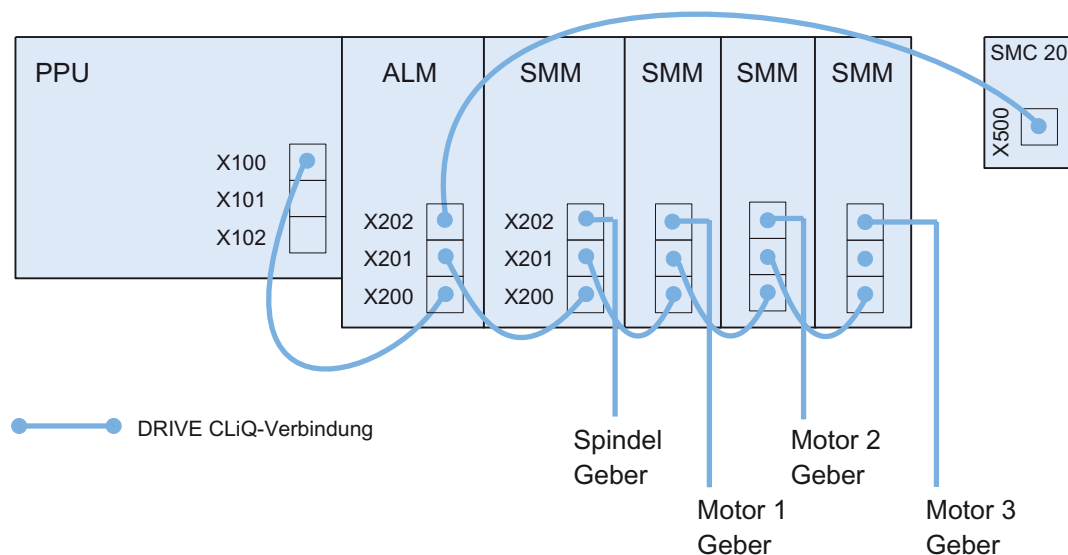 PPU
ALM
SMM
SMM
SMM
SMM
SMC 20
X500
X100
X101
X102
X202
X201
X200
X202
X201
X200
DRIVE CLiQ-Verbindung
Spindel
Geber
Motor 1
Geber
Motor 2
Geber
Motor 3
Geber